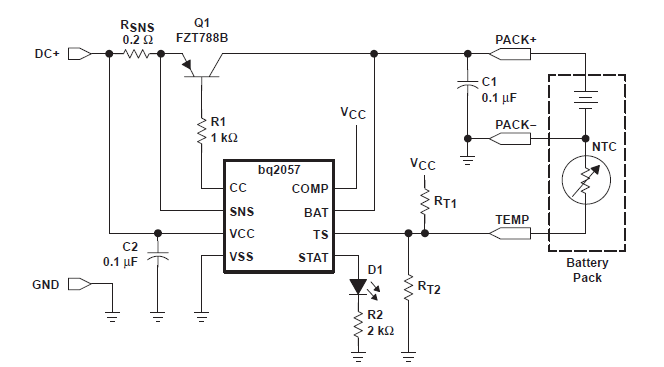 RSNS
0.2 Ω
Q1
FZT788B
DC+
PACK+
C1
0.1 µF
VCC
R1
1 kΩ
PACK–
NTC
bq2057
VCC
CC
COMP
RT1
SNS
BAT
TEMP
VCC
TS
C2
0.1 µF
VSS
STAT
Battery
Pack
D1
GND
RT2
R2
2 kΩ